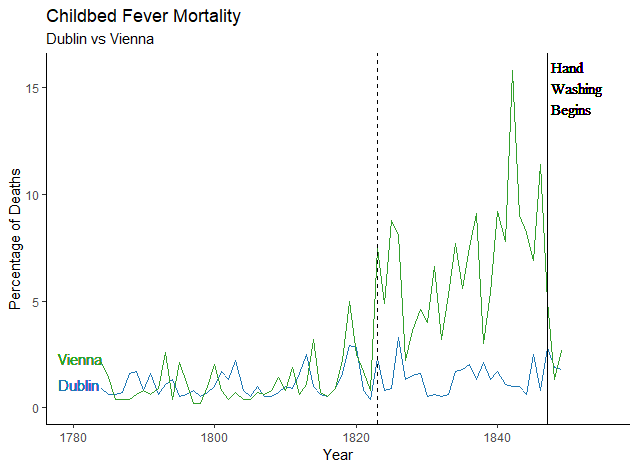 Childbed Fever Mortality
Dublin vs Vienna
Hand
Washing
Begins
15
10
5
0
Percentage of Deaths
Vienna
Dublin
1780
1800
1820
1840
Year